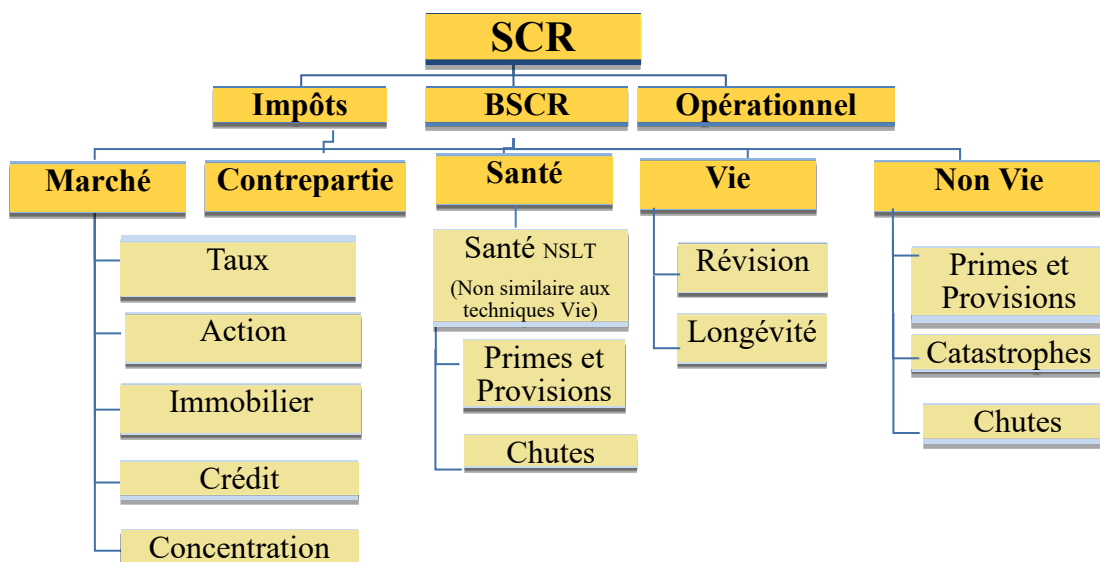 SCR
Impôts
BSCR
Opérationnel
Marché
Contrepartie
Santé
Vie
Non Vie
Taux
Action
Immobilier
Crédit
Concentration
Santé NSLT
(Non similaire aux
techniques Vie)
Primes et
Provisions
Chutes
Révision
Longévité
Primes et
Provisions
Catastrophes
Chutes